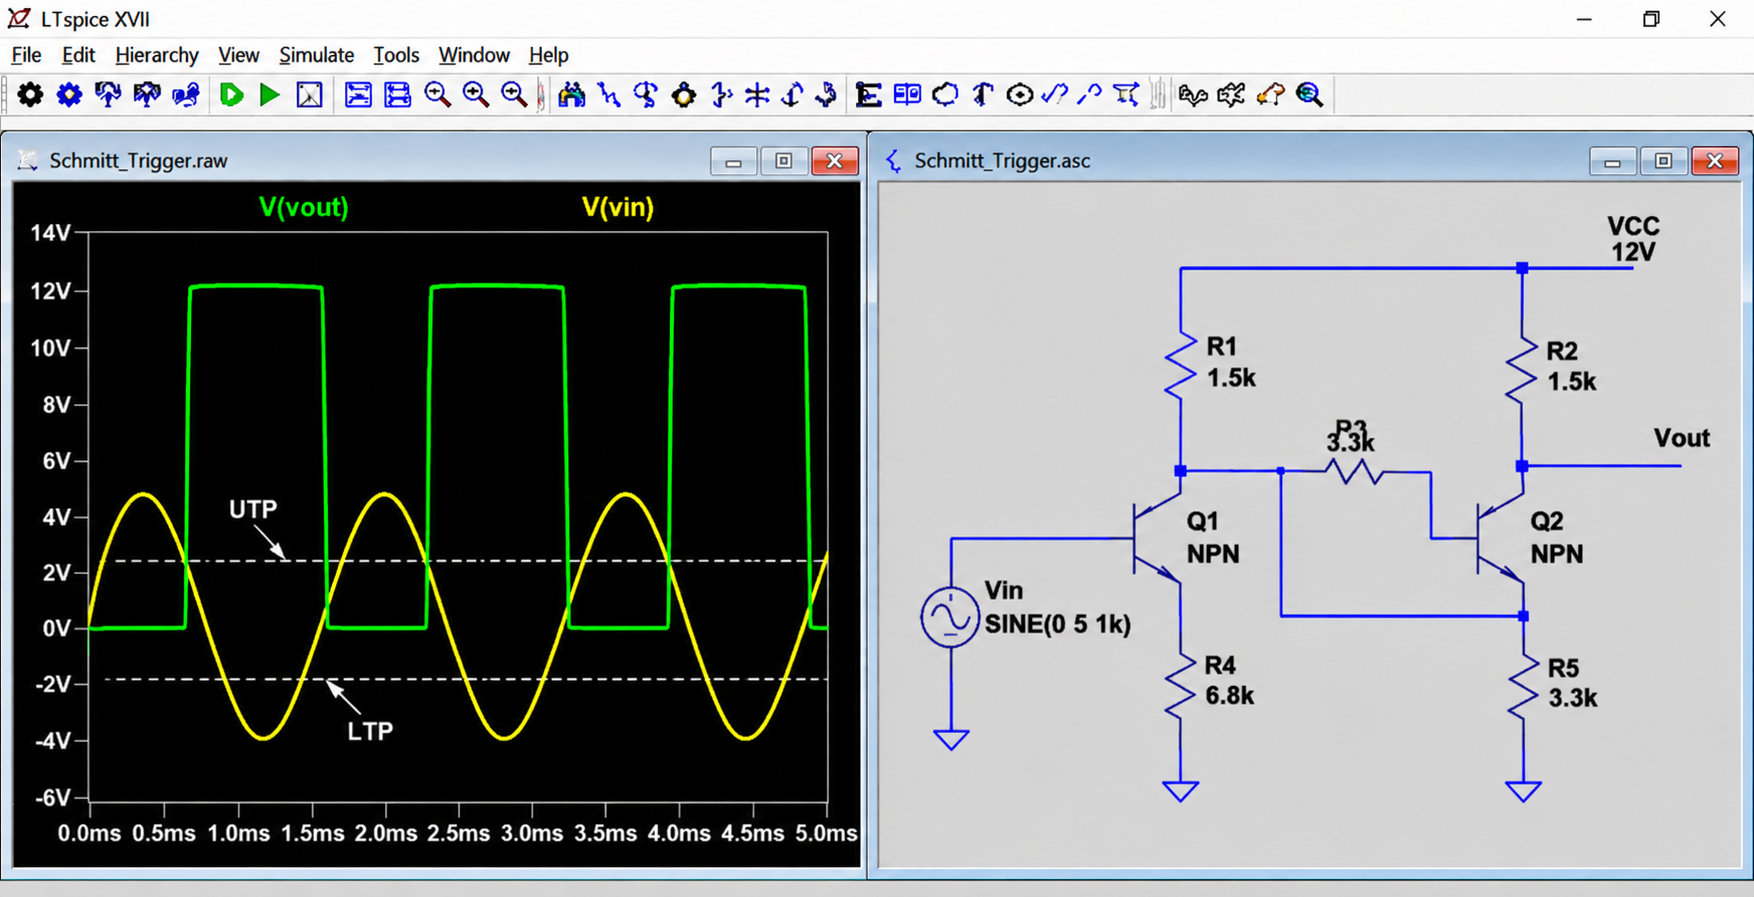 LTspice XVII
File Edit Hierarchy View Simulate Tools Window Help
Schmitt_Trigger.raw
V(vout) V(vin)
14V
12V
10V
8V
6V
4V
2V
0V
-2V
-4V
-6V
UTP
LTP
0.0ms 0.5ms 1.0ms 1.5ms 2.0ms 2.5ms 3.0ms 3.5ms 4.0ms 4.5ms 5.0ms
Schmitt_Trigger.asc
VCC
12V
R1
1.5k
R2
1.5k
R3
3.3k
Vout
Q1
NPN
Q2
NPN
Vin
SINE(0 5 1k)
R4
6.8k
R5
3.3k